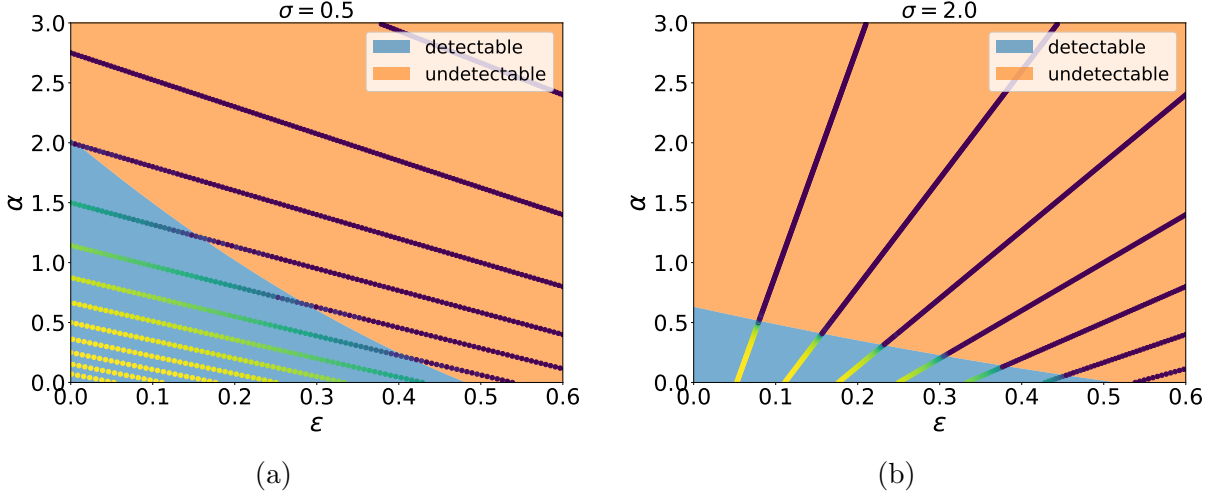 σ = 0.5
3.0
2.5
2.0
1.5
1.0
0.5
0.0
α
detectable
undetectable
0.0 0.1 0.2 0.3 0.4 0.5 0.6
ε
(a)
σ = 2.0
3.0
2.5
2.0
1.5
1.0
0.5
0.0
α
detectable
undetectable
0.0 0.1 0.2 0.3 0.4 0.5 0.6
ε
(b)